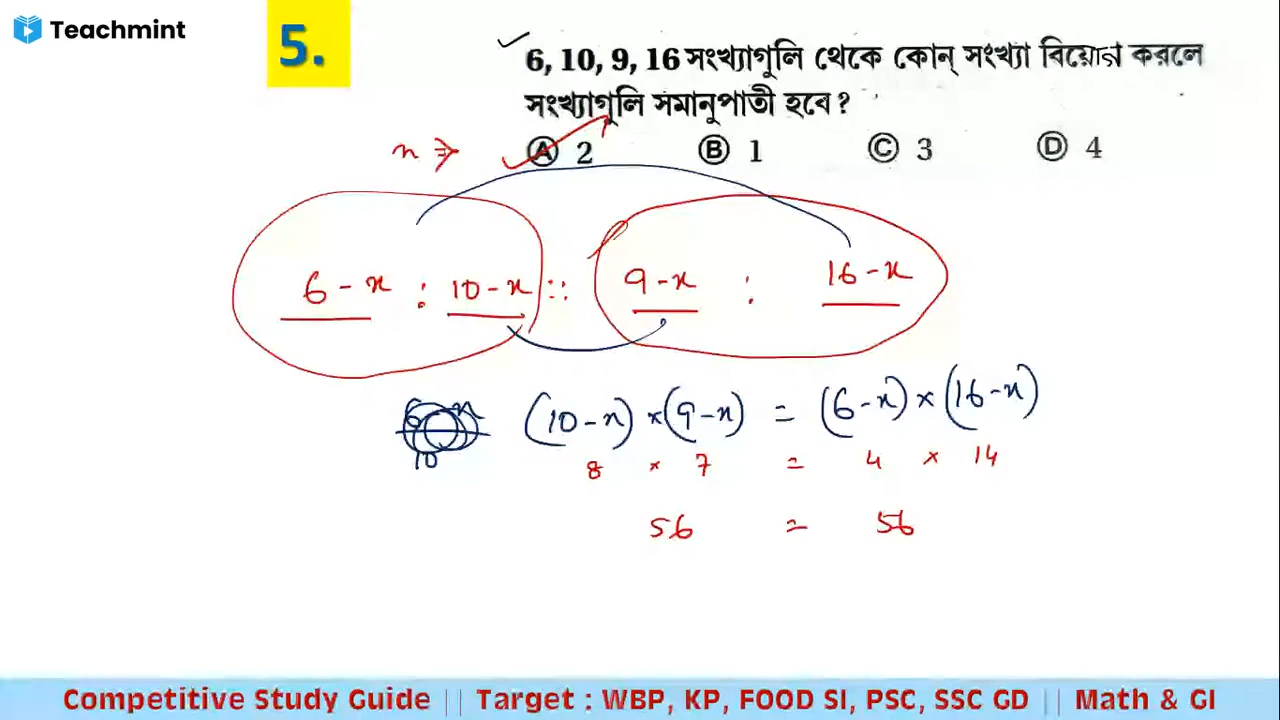 Teachmint
5.
6, 10, 9, 16 সংখ্যাগুলি থেকে কোন্ সংখ্যা বিয়োগ করলে
সংখ্যাগুলি সমানুপাতী হবে?
x ⇒ Ⓐ 2 Ⓑ 1 Ⓒ 3 Ⓓ 4
6-x : 10-x :: 9-x : 16-x
(10-x) × (9-x) = (6-x) × (16-x)
8 × 7 = 4 × 14
56 = 56
Competitive Study Guide || Target : WBP, KP, FOOD SI, PSC, SSC GD || Math & GI